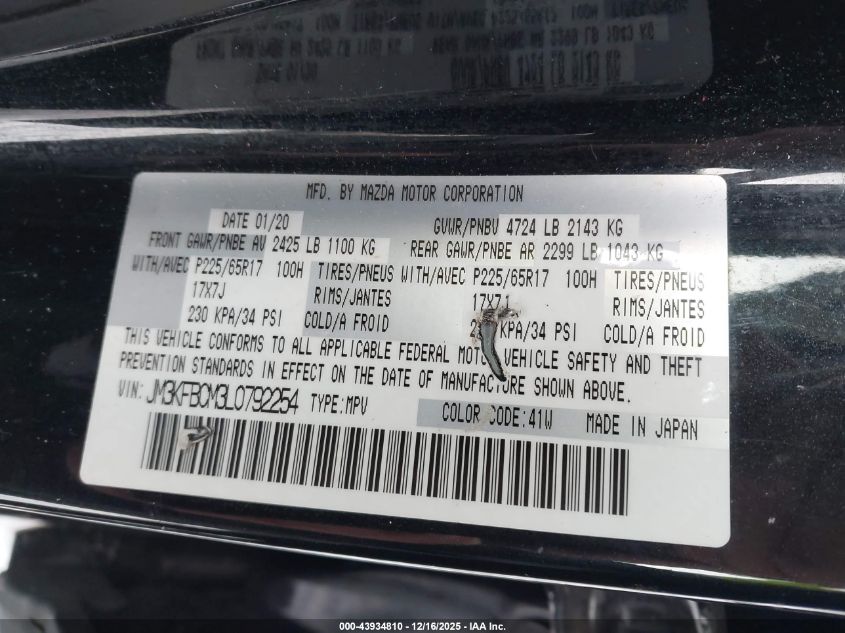 MFD. BY MAZDA MOTOR CORPORATION
DATE 01/20 GVWR/PNBV 4724 LB 2143 KG
FRONT GAWR/PNBE AV 2425 LB 1100 KG REAR GAWR/PNBE AR 2299 LB 1043 KG
WITH/AVEC P225/65R17 100H TIRES/PNEUS WITH/AVEC P225/65R17 100H TIRES/PNEUS
17X7J RIMS/JANTES 17X7J RIMS/JANTES
230 KPA/34 PSI COLD/A FROID KPA/34 PSI COLD/A FROID
THIS VEHICLE CONFORMS TO ALL APPLICABLE FEDERAL MOTOR VEHICLE SAFETY AND THEFT
PREVENTION STANDARDS IN EFFECT ON THE DATE OF MANUFACTURE SHOWN ABOVE.
VIN: JM3KFBCM3L0792254 TYPE:MPV COLOR CODE:41W MADE IN JAPAN
000-43934810 - 12/16/2025 - IAA Inc.